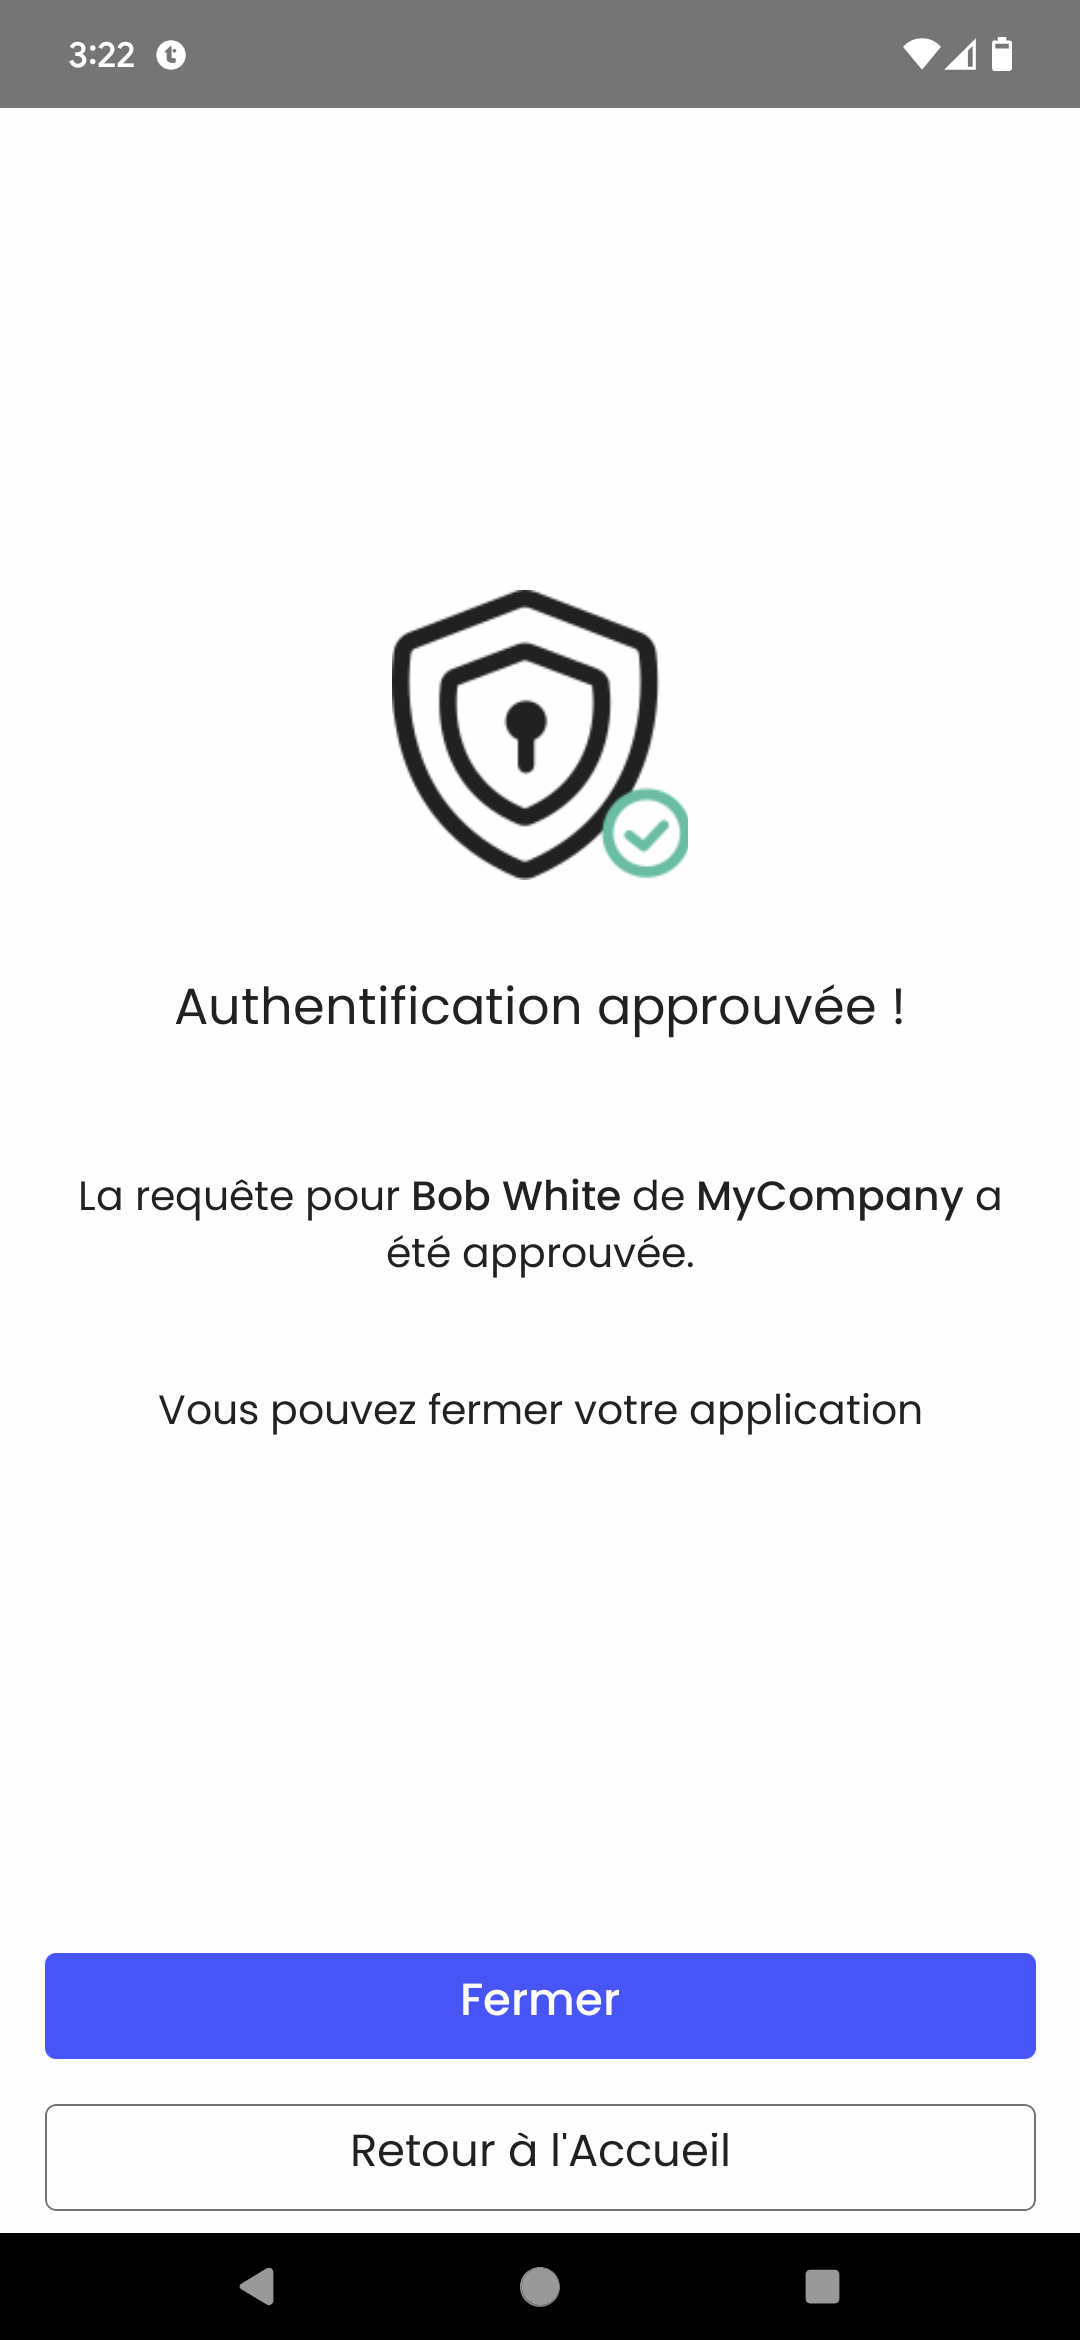 3:22
Authentification approuvée !
La requête pour Bob White de MyCompany a
été approuvée.
Vous pouvez fermer votre application
Fermer
Retour à l'Accueil